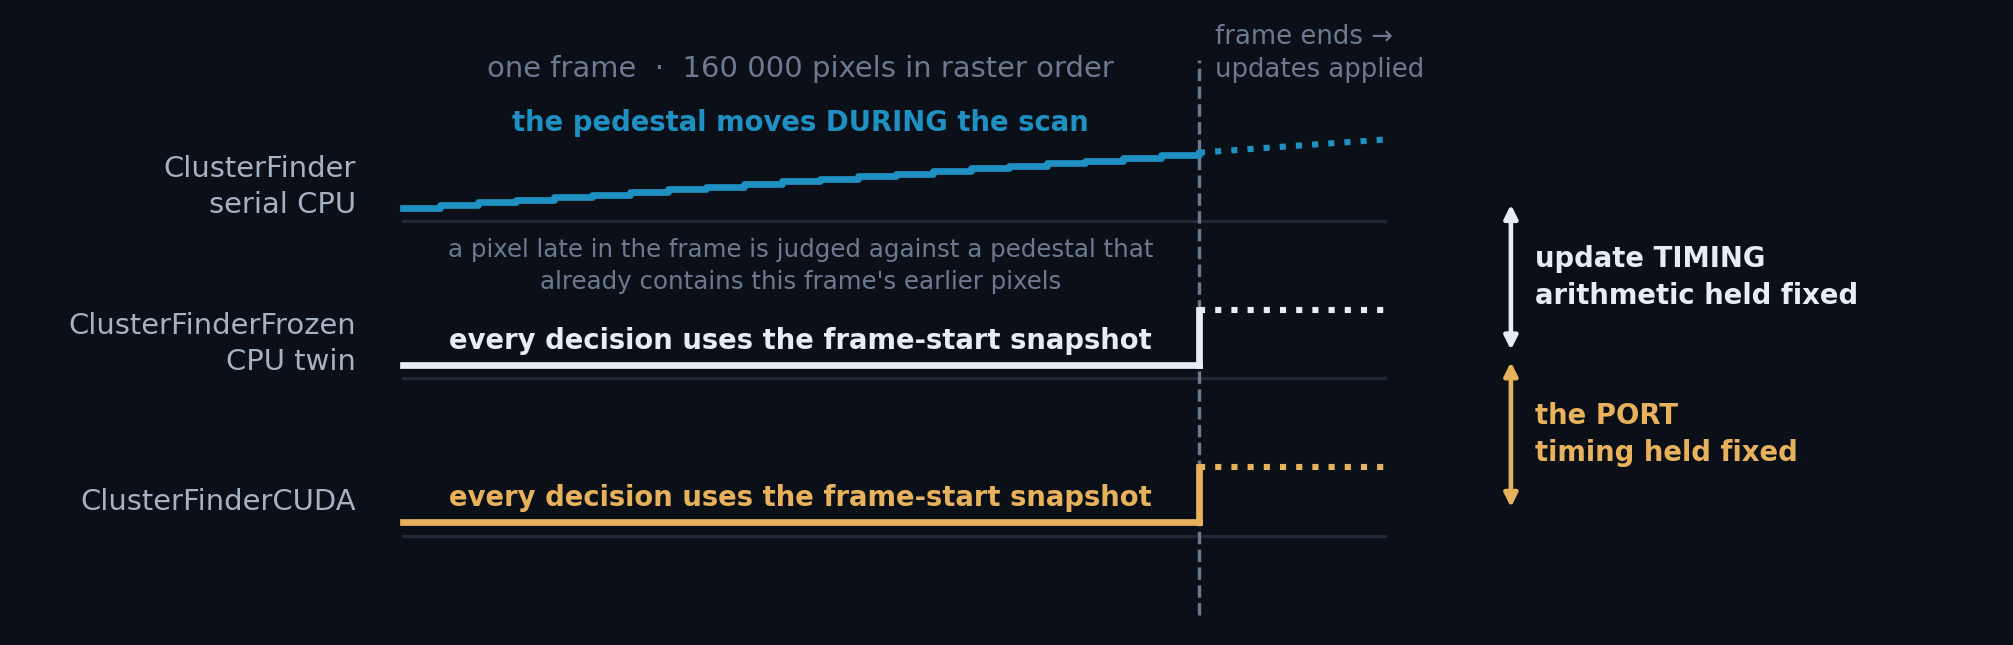 frame ends →
updates applied
one frame · 160 000 pixels in raster order
the pedestal moves DURING the scan
ClusterFinder
serial CPU
a pixel late in the frame is judged against a pedestal that
already contains this frame's earlier pixels
update TIMING
arithmetic held fixed
ClusterFinderFrozen
CPU twin
every decision uses the frame-start snapshot
the PORT
timing held fixed
ClusterFinderCUDA
every decision uses the frame-start snapshot